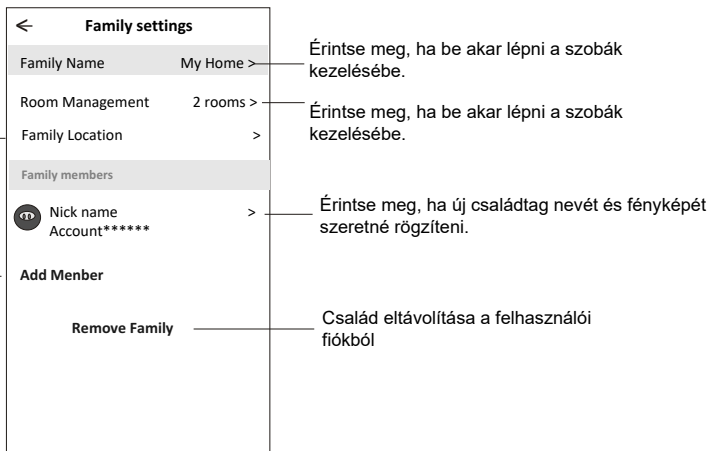 ← Family settings
Family Name My Home >
Érintse meg, ha be akar lépni a szobák
kezelésébe.
Room Management 2 rooms >
Érintse meg, ha be akar lépni a szobák
kezelésébe.
Family Location >
Family members
Nick name >
Account******
Érintse meg, ha új családtag nevét és fényképét
szeretné rögzíteni.
Add Menber
Remove Family
Család eltávolítása a felhasználói
fiókból